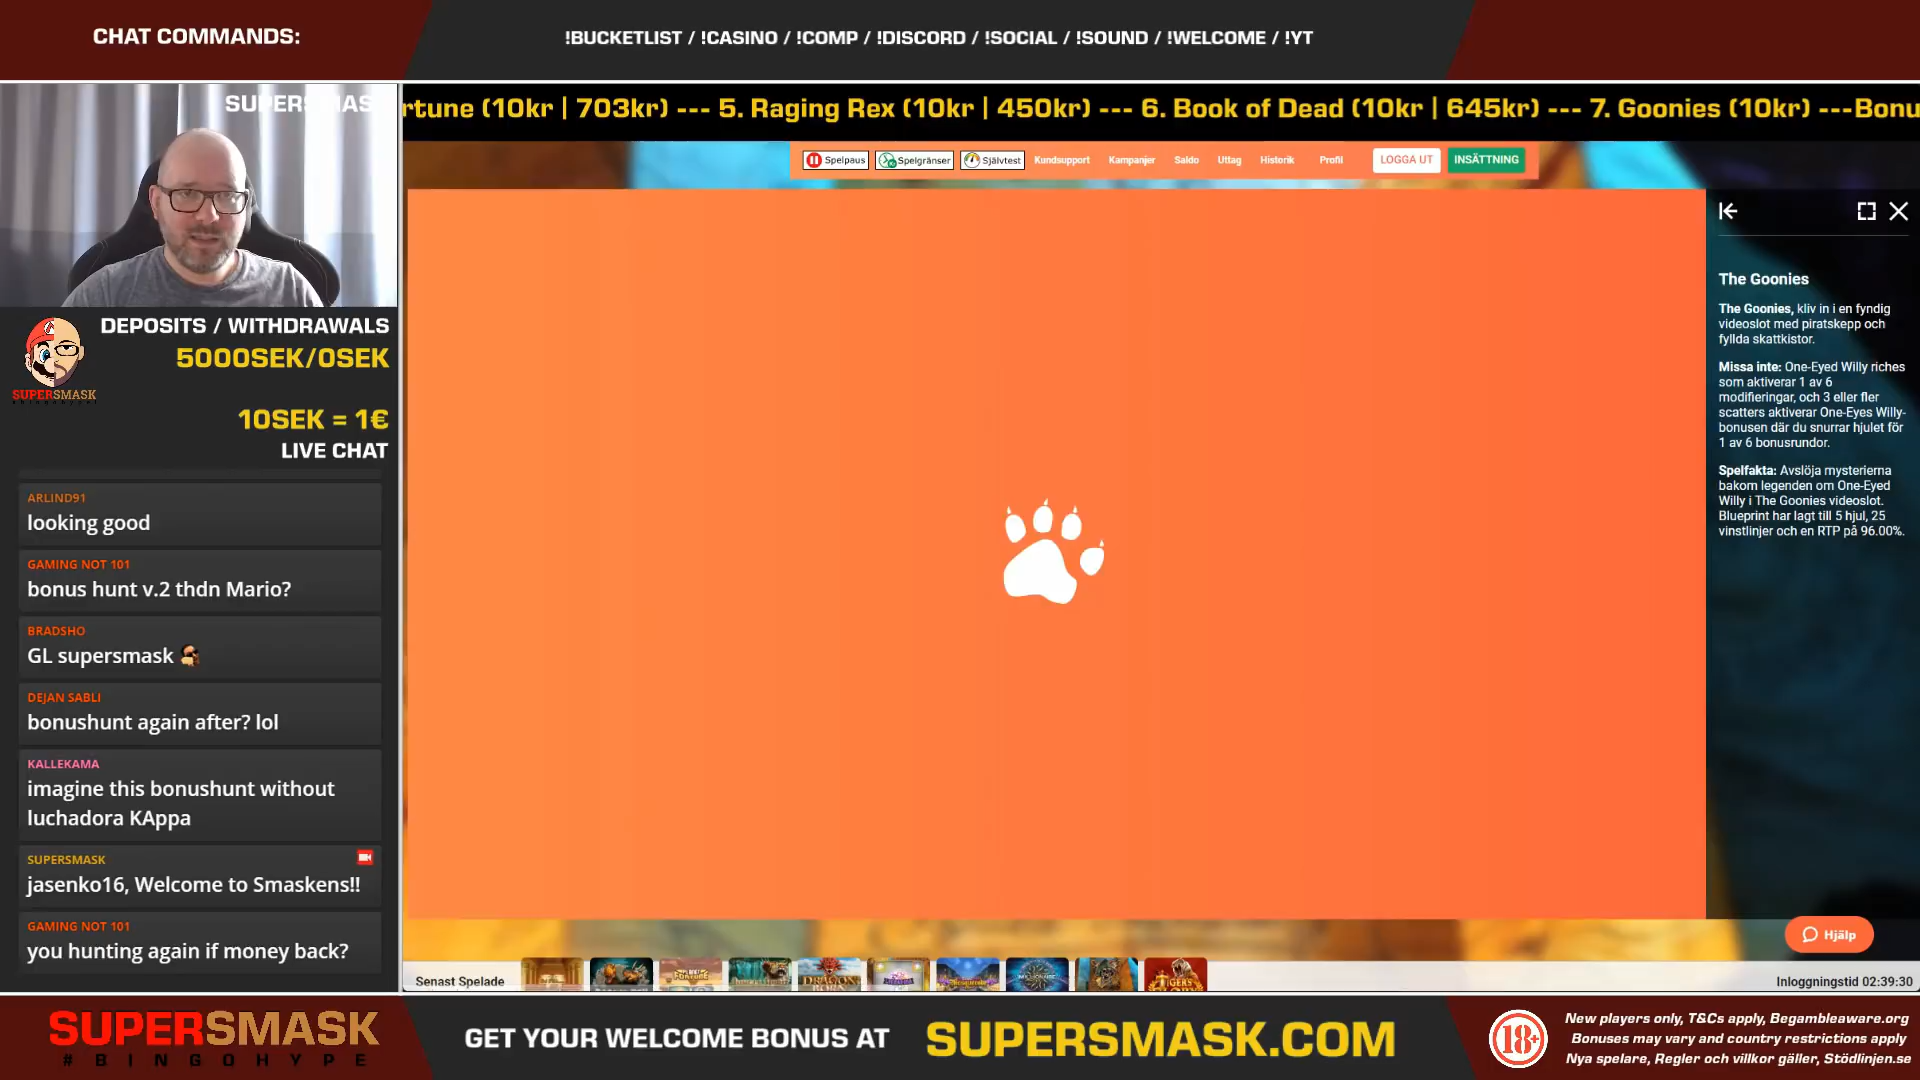 CHAT COMMANDS:
!BUCKETLIST / !CASINO / !COMP / !DISCORD / !SOCIAL / !SOUND / !WELCOME / !YT
rtune (10kr | 703kr) --- 5. Raging Rex (10kr | 450kr) --- 6. Book of Dead (10kr | 645kr) --- 7. Goonies (10kr) ---Bonu
Spelpaus
Spelgränser
Självtest
Kundsupport
Kampanjer
Saldo
Uttag
Historik
Profil
LOGGA UT
INSÄTTNING
DEPOSITS / WITHDRAWALS
5000SEK/0SEK
SUPERSMASK
10SEK = 1€
LIVE CHAT
ARLIND91
looking good
GAMING NOT 101
bonus hunt v.2 thdn Mario?
BRADSHO
GL supersmask
DEJAN SABLI
bonushunt again after? lol
KALLEKAMA
imagine this bonushunt without
luchadora KAppa
SUPERSMASK
jasenko16, Welcome to Smaskens!!
GAMING NOT 101
you hunting again if money back?
The Goonies
The Goonies, kliv in i en fyndig
videoslot med piratskepp och
fyllda skattkistor.
Missa inte: One-Eyed Willy riches
som aktiverar 1 av 6
modifieringar, och 3 eller fler
scatters aktiverar One-Eyes Willy-
bonusen där du snurrar hjulet för
1 av 6 bonusrundor.
Spelfakta: Avslöja mysterierna
bakom legenden om One-Eyed
Willy i The Goonies videoslot.
Blueprint har lagt till 5 hjul, 25
vinstlinjer och en RTP på 96.00%.
Hjälp
Senast Spelade
Inloggningstid 02:39:30
SUPERSMASK
#BINGOHYPE
GET YOUR WELCOME BONUS AT
SUPERSMASK.COM
18+
New players only, T&Cs apply, Begambleaware.org
Bonuses may vary and country restrictions apply
Nya spelare, Regler och villkor gäller, Stödlinjen.se